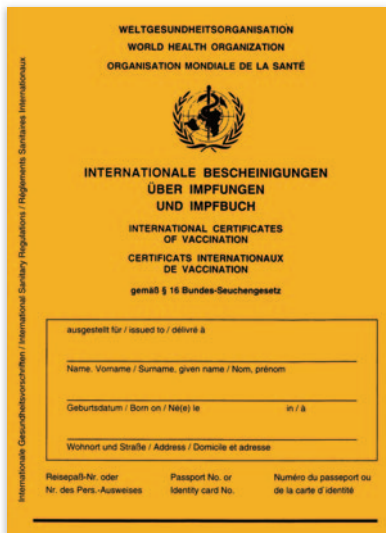 WELTGESUNDHEITSORGANISATION
WORLD HEALTH ORGANIZATION
ORGANISATION MONDIALE DE LA SANTÉ
INTERNATIONALE BESCHEINIGUNGEN
ÜBER IMPFUNGEN
UND IMPFBUCH
INTERNATIONAL CERTIFICATES
OF VACCINATION
CERTIFICATS INTERNATIONAUX
DE VACCINATION
gemäß § 16 Bundes-Seuchengesetz
ausgestellt für / issued to / délivré à
Name, Vorname / Surname, given name / Nom, prénom
Geburtsdatum / Born on / Né(e) le in / à
Wohnort und Straße / Address / Domicile et adresse
Reisepaß-Nr. oder Passport No. or Numéro du passeport ou
Nr. des Pers.-Ausweises Identity card No. de la carte d'identité
Internationale Gesundheitsvorschriften / International Sanitary Regulations / Règlements Sanitaires Internationaux